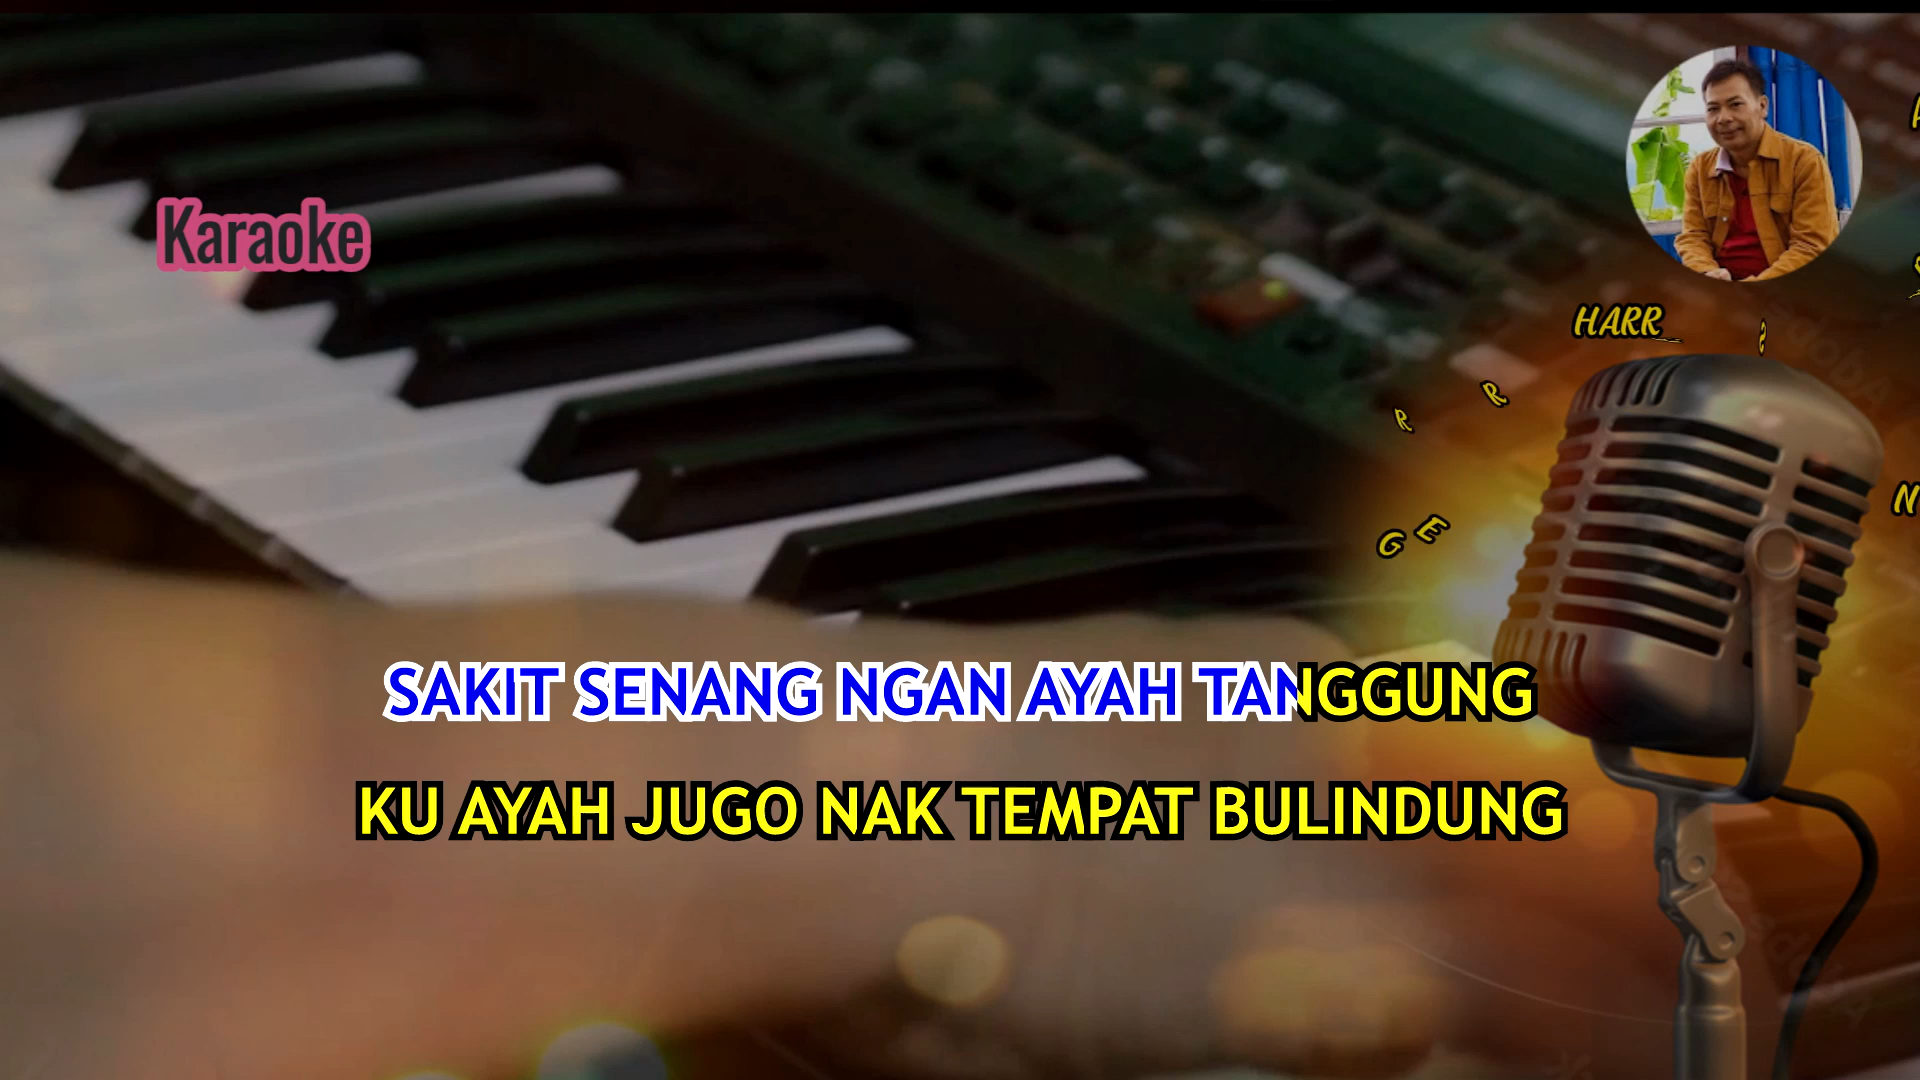 Karaoke
HARR
R
R
G E
N
SAKIT SENANG NGAN AYAH TANGGUNG
KU AYAH JUGO NAK TEMPAT BULINDUNG